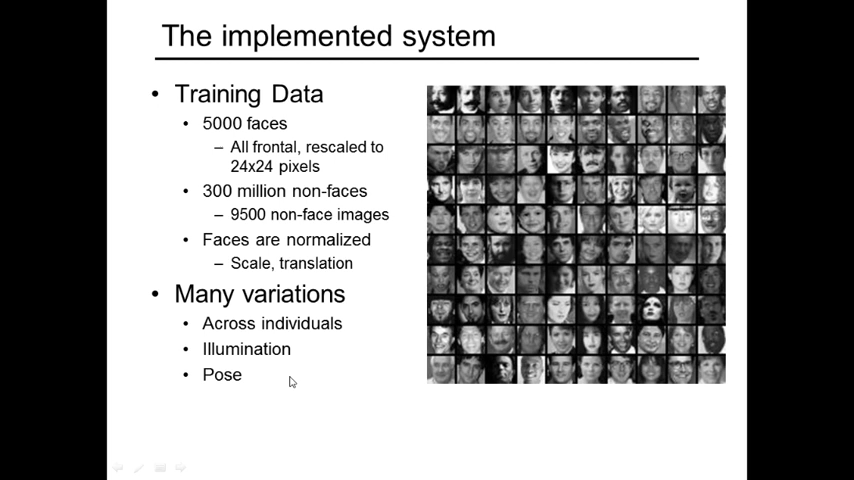 The implemented system
• Training Data
• 5000 faces
– All frontal, rescaled to
24x24 pixels
• 300 million non-faces
– 9500 non-face images
• Faces are normalized
– Scale, translation
• Many variations
• Across individuals
• Illumination
• Pose